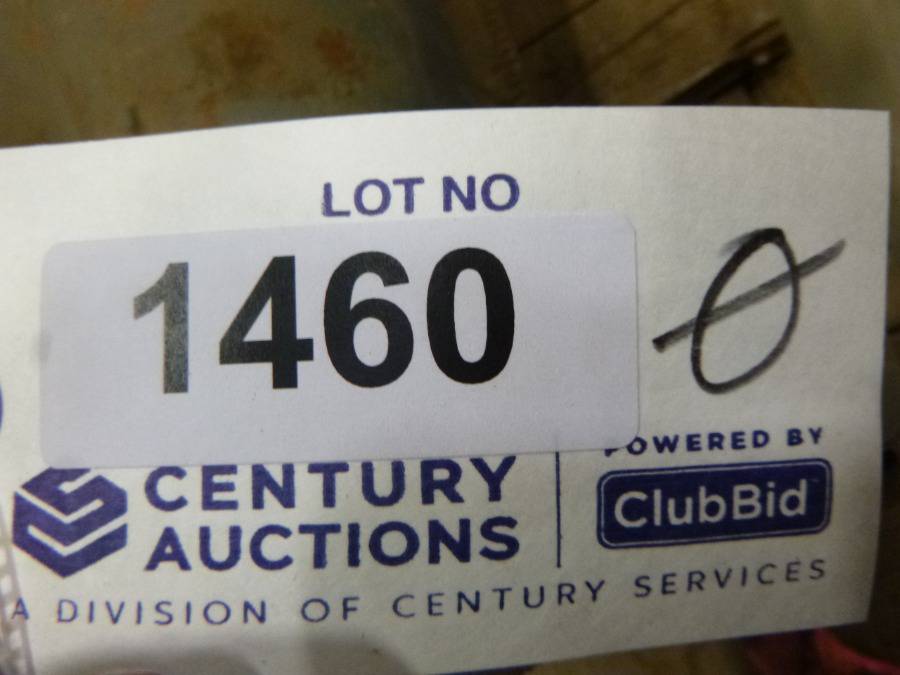 LOT NO
1460
Ø
CENTURY
AUCTIONS
POWERED BY
ClubBid
A DIVISION OF CENTURY SERVICES